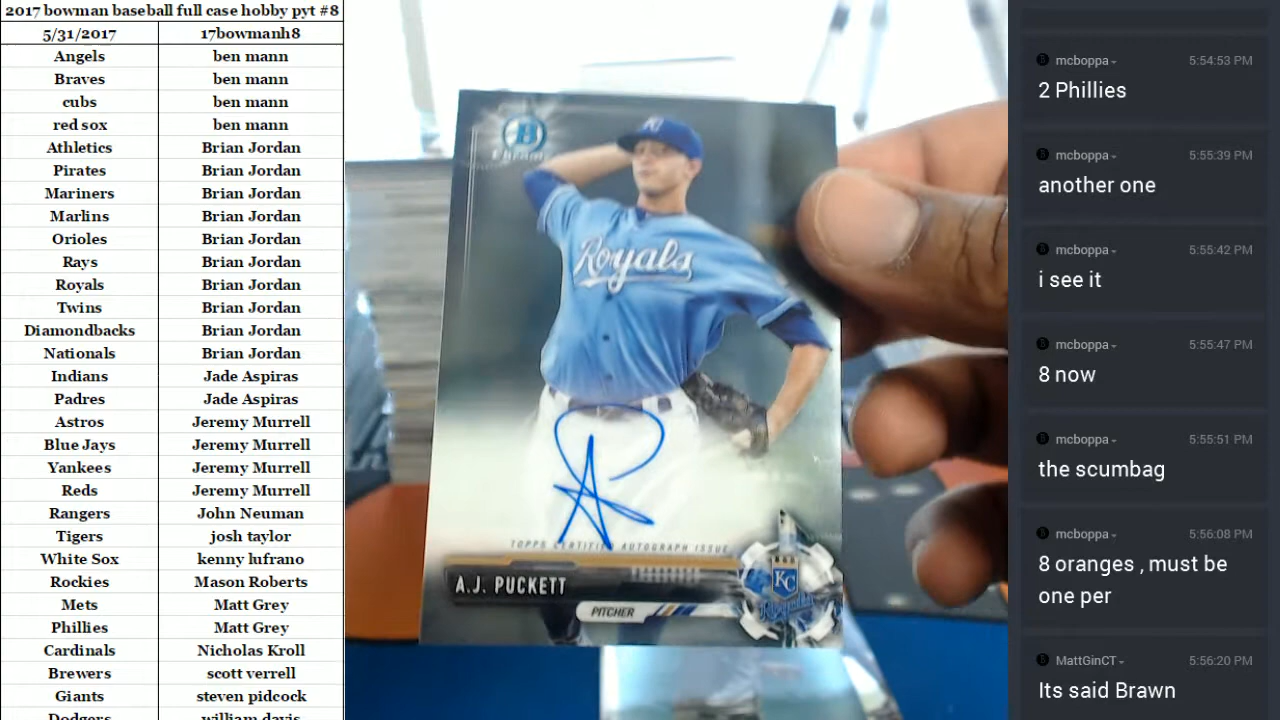 2017 bowman baseball full case hobby pyt #8
5/31/2017 17bowmanh8
Angels ben mann
Braves ben mann
cubs ben mann
red sox ben mann
Athletics Brian Jordan
Pirates Brian Jordan
Mariners Brian Jordan
Marlins Brian Jordan
Orioles Brian Jordan
Rays Brian Jordan
Royals Brian Jordan
Twins Brian Jordan
Diamondbacks Brian Jordan
Nationals Brian Jordan
Indians Jade Aspiras
Padres Jade Aspiras
Astros Jeremy Murrell
Blue Jays Jeremy Murrell
Yankees Jeremy Murrell
Reds Jeremy Murrell
Rangers John Neuman
Tigers josh taylor
White Sox kenny lufrano
Rockies Mason Roberts
Mets Matt Grey
Phillies Matt Grey
Cardinals Nicholas Kroll
Brewers scott verrell
Giants steven pidcock
Dodgers william davis
B
KC
Royals
TOPPS CERTIFIED AUTOGRAPH ISSUE
A.J. PUCKETT
PITCHER
KC
Royals
mcboppa 5:54:53 PM
2 Phillies
mcboppa 5:55:39 PM
another one
mcboppa 5:55:42 PM
i see it
mcboppa 5:55:47 PM
8 now
mcboppa 5:55:51 PM
the scumbag
mcboppa 5:56:08 PM
8 oranges , must be
one per
MattGinCT 5:56:20 PM
Its said Brawn